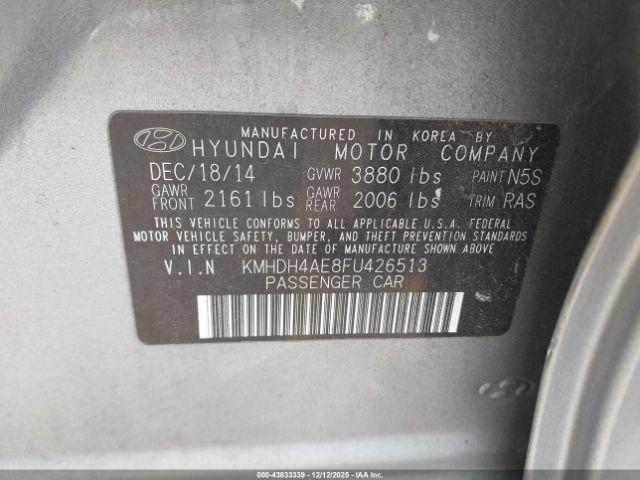 MANUFACTURED IN KOREA BY
HYUNDAI MOTOR COMPANY
DEC/18/14 GVWR 3880 lbs PAINT N5S
GAWR FRONT 2161 lbs GAWR REAR 2006 lbs TRIM RAS
THIS VEHICLE CONFORMS TO ALL APPLICABLE U.S.A. FEDERAL
MOTOR VEHICLE SAFETY, BUMPER, AND THEFT PREVENTION
STANDARDS IN EFFECT ON THE DATE OF MANUFACTURE SHOWN ABOVE.
V.I.N KMHDH4AE8FU426513
PASSENGER CAR
000-43833339 - 12/12/2025 - IAAI.COM